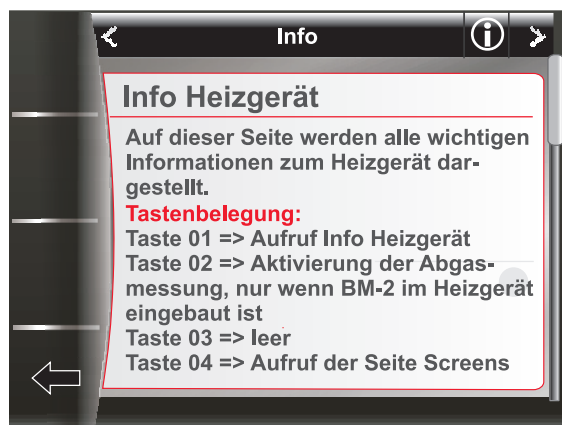 Info
Info Heizgerät
Auf dieser Seite werden alle wichtigen
Informationen zum Heizgerät dar-
gestellt.
Tastenbelegung:
Taste 01 => Aufruf Info Heizgerät
Taste 02 => Aktivierung der Abgas-
messung, nur wenn BM-2 im Heizgerät
eingebaut ist
Taste 03 => leer
Taste 04 => Aufruf der Seite Screens